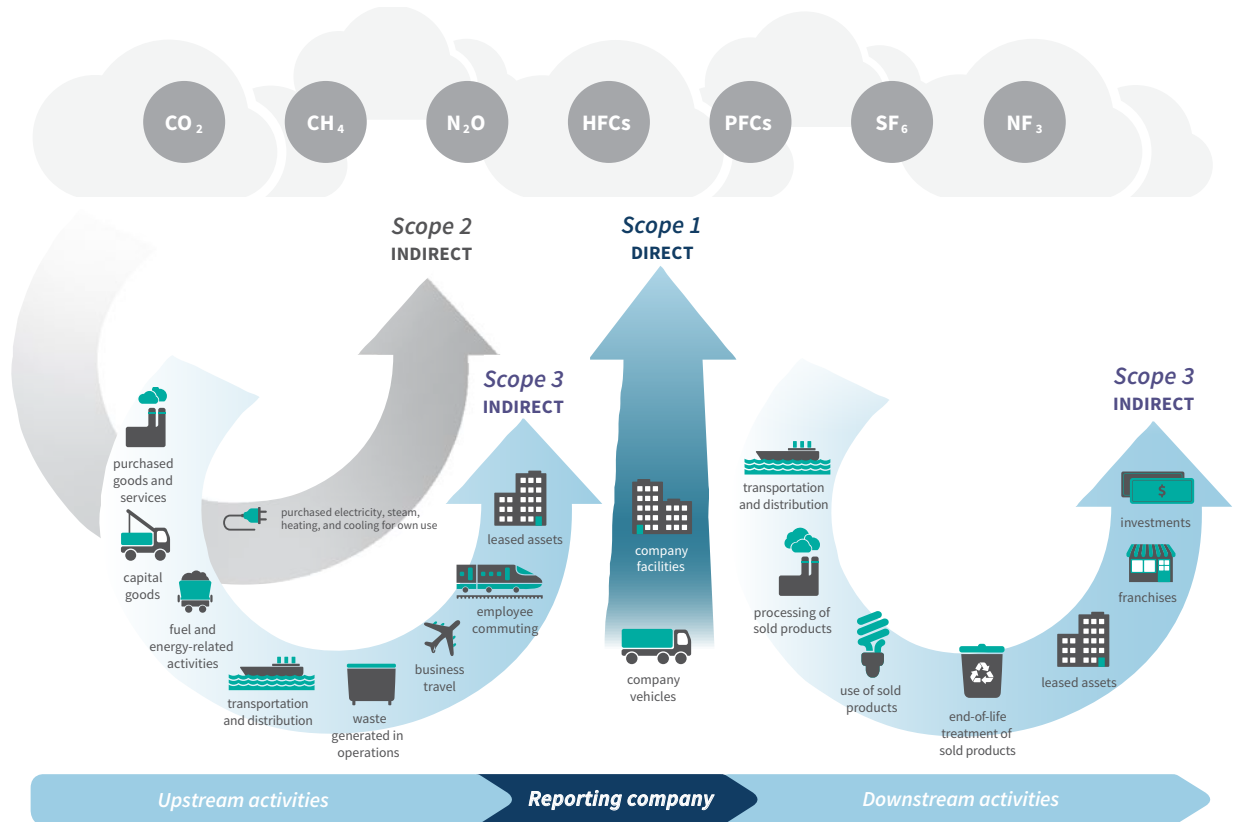 CO2
CH4
N2O
HFCs
PFCs
SF6
NF3
Scope 2
INDIRECT
Scope 1
DIRECT
Scope 3
INDIRECT
Scope 3
INDIRECT
purchased
goods and
services
capital
goods
fuel and
energy-related
activities
transportation
and distribution
waste
generated in
operations
business
travel
employee
commuting
leased assets
purchased electricity, steam,
heating, and cooling for own use
company
facilities
company
vehicles
transportation
and distribution
processing of
sold products
use of sold
products
end-of-life
treatment of
sold products
leased assets
franchises
$
investments
Upstream activities
Reporting company
Downstream activities